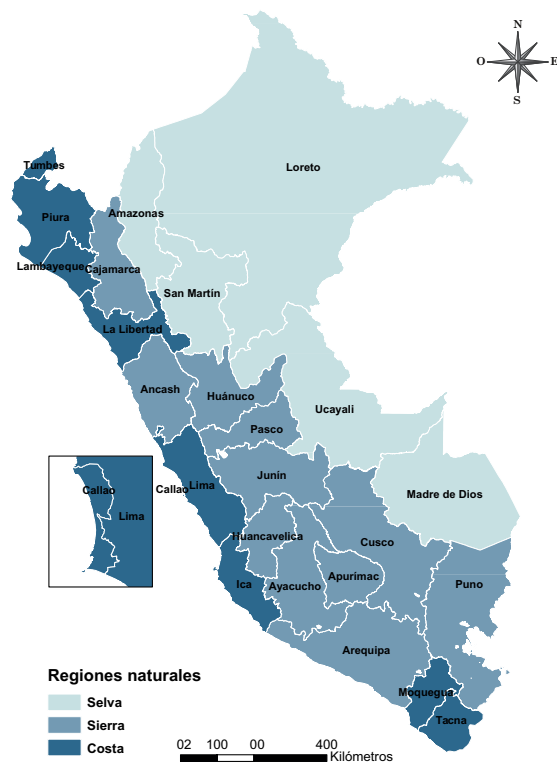 N
O E
S
Loreto
Tumbes
Amazonas
Piura
Lambayeque
Cajamarca
San Martín
La Libertad
Ancash
Huánuco
Ucayali
Pasco
Callao
Lima
Junín
Callao
Lima
Madre de Dios
Huancavelica
Cusco
Ica
Ayacucho
Apurímac
Puno
Arequipa
Moquegua
Tacna
Regiones naturales
Selva
Sierra
Costa
02 100 00 400
Kilómetros